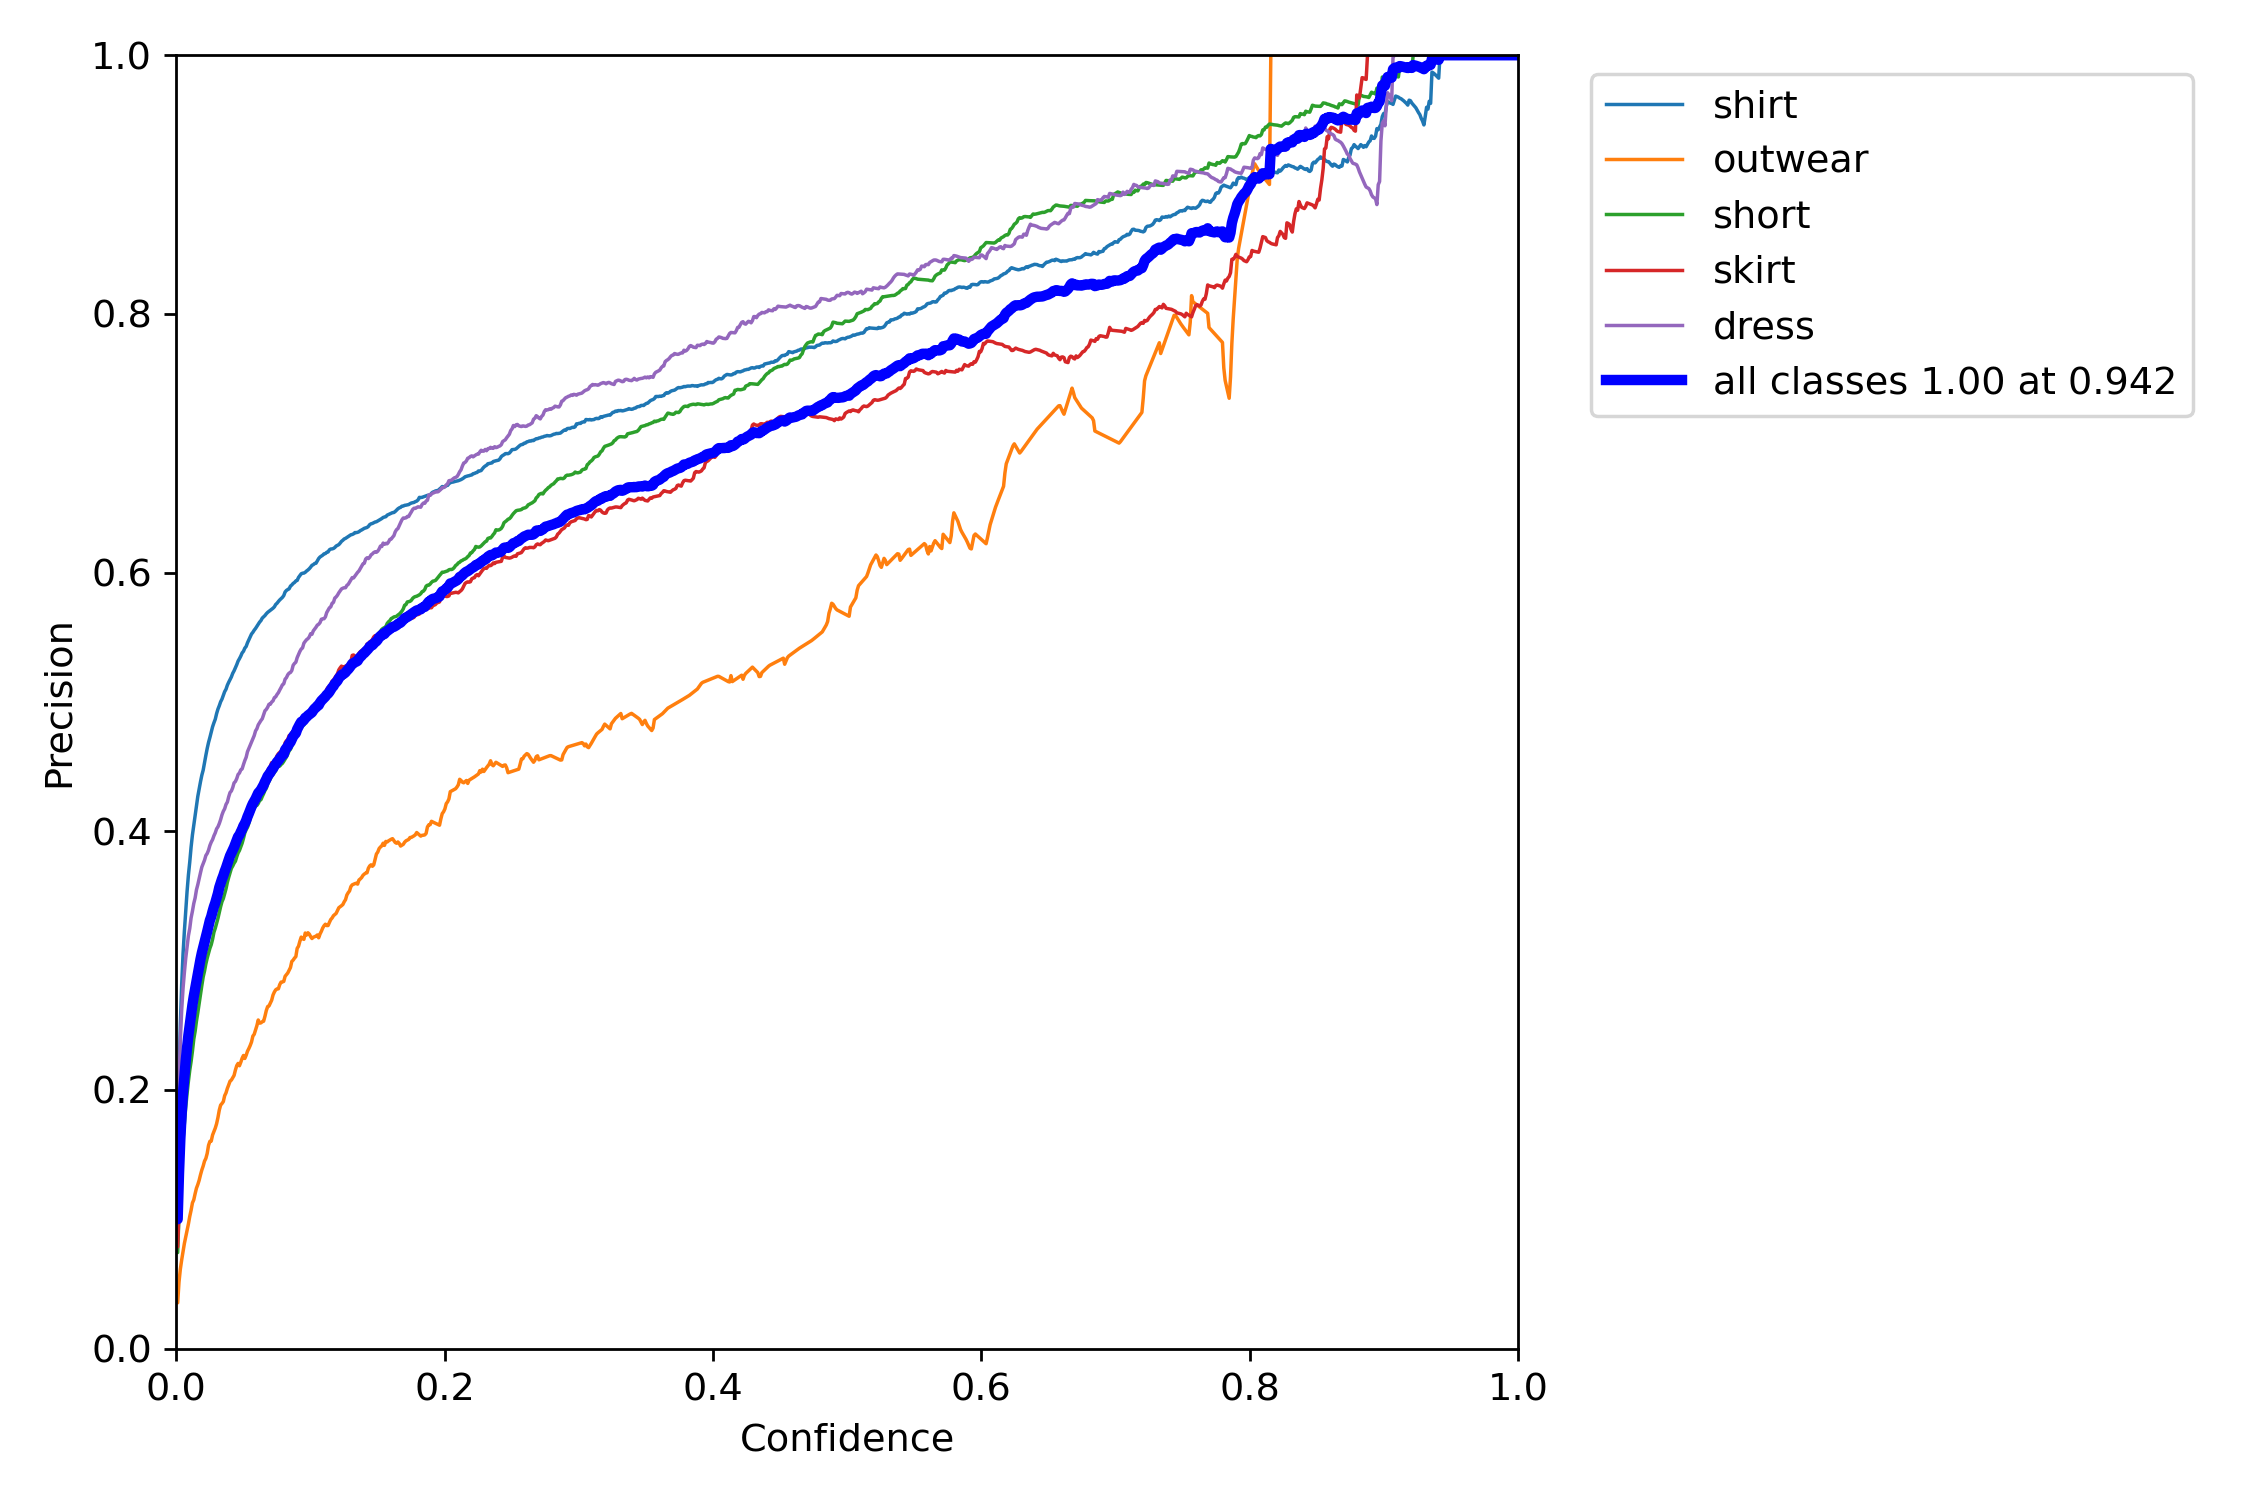 1.0
0.8
0.6
0.4
0.2
0.0
Precision
0.0 0.2 0.4 0.6 0.8 1.0
Confidence
shirt
outwear
short
skirt
dress
all classes 1.00 at 0.942